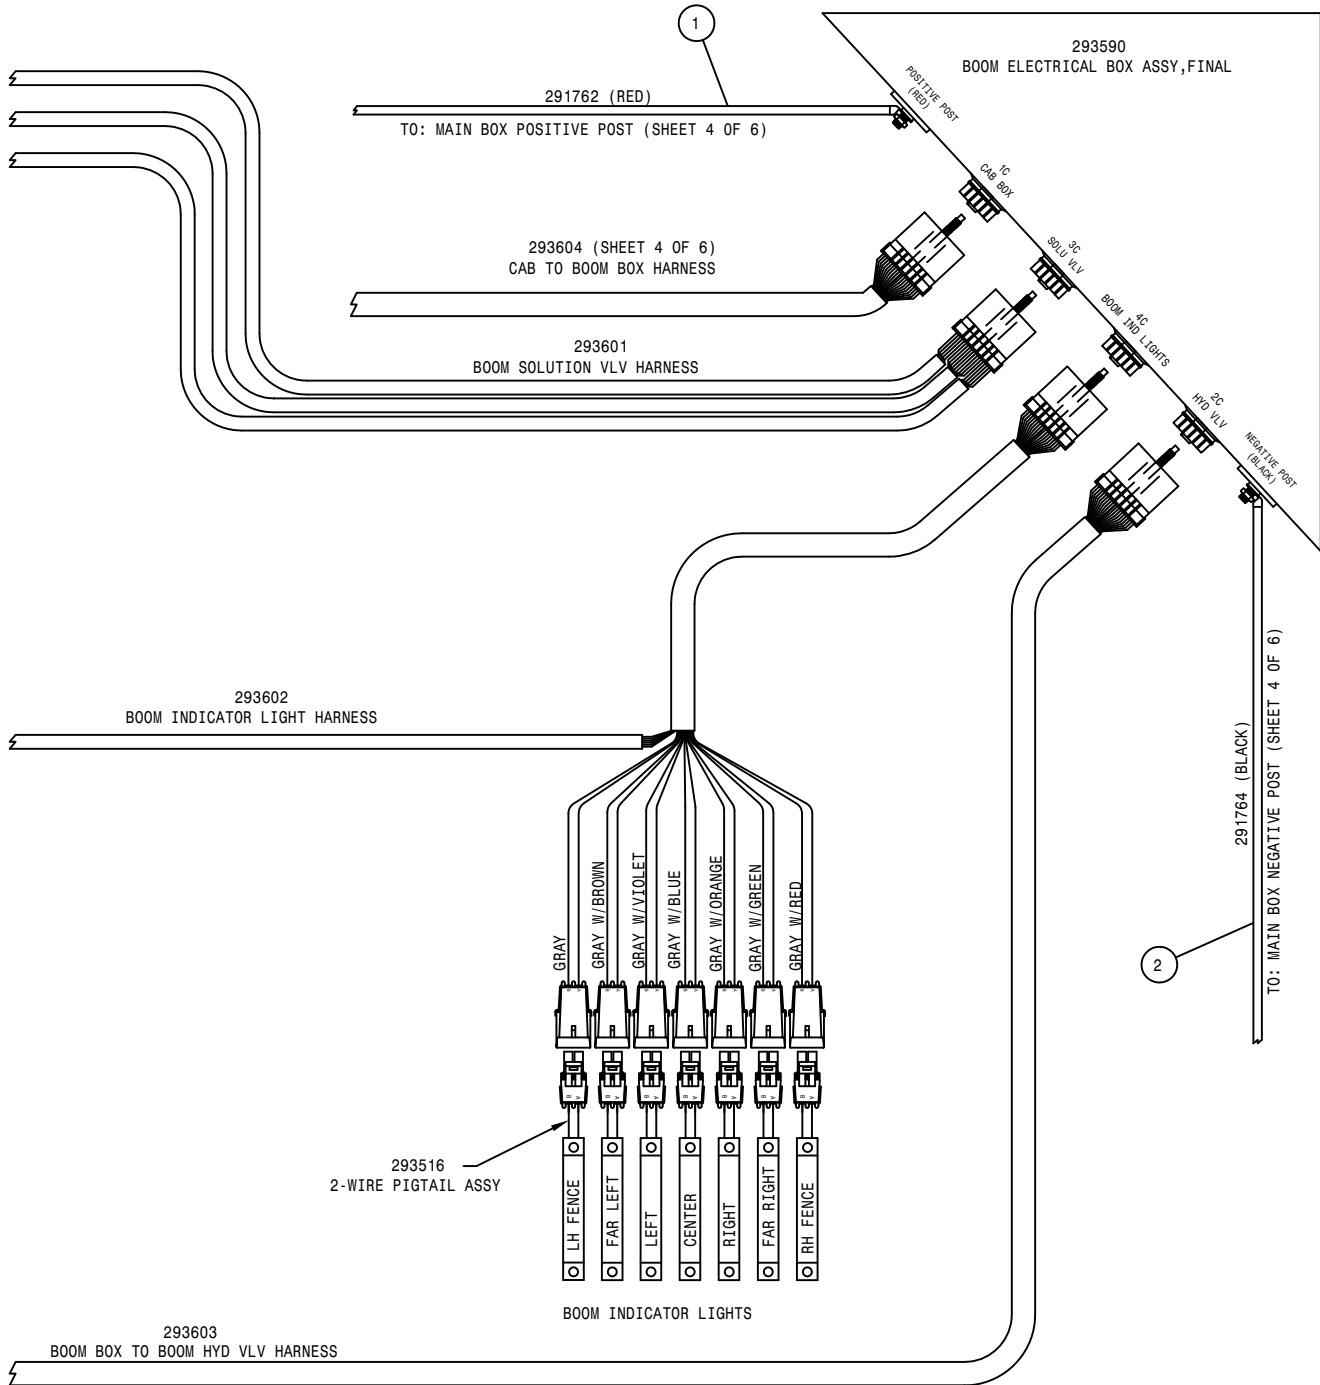 1
293590
BOOM ELECTRICAL BOX ASSY,FINAL
POSITIVE POST
(RED)
291762 (RED)
TO: MAIN BOX POSITIVE POST (SHEET 4 OF 6)
1C
CAB BOX
293604 (SHEET 4 OF 6)
CAB TO BOOM BOX HARNESS
3C
SOLU VLV
293601
BOOM SOLUTION VLV HARNESS
4C
BOOM IND LIGHTS
2C
HYD VLV
NEGATIVE POST
(BLACK)
293602
BOOM INDICATOR LIGHT HARNESS
291764 (BLACK)
TO: MAIN BOX NEGATIVE POST (SHEET 4 OF 6)
2
GRAY
GRAY W/BROWN
GRAY W/VIOLET
GRAY W/BLUE
GRAY W/ORANGE
GRAY W/GREEN
GRAY W/RED
B A
B A
B A
B A
B A
B A
B A
B A
B A
B A
B A
B A
B A
B A
293516
2-WIRE PIGTAIL ASSY
LH FENCE
FAR LEFT
LEFT
CENTER
RIGHT
FAR RIGHT
RH FENCE
BOOM INDICATOR LIGHTS
293603
BOOM BOX TO BOOM HYD VLV HARNESS